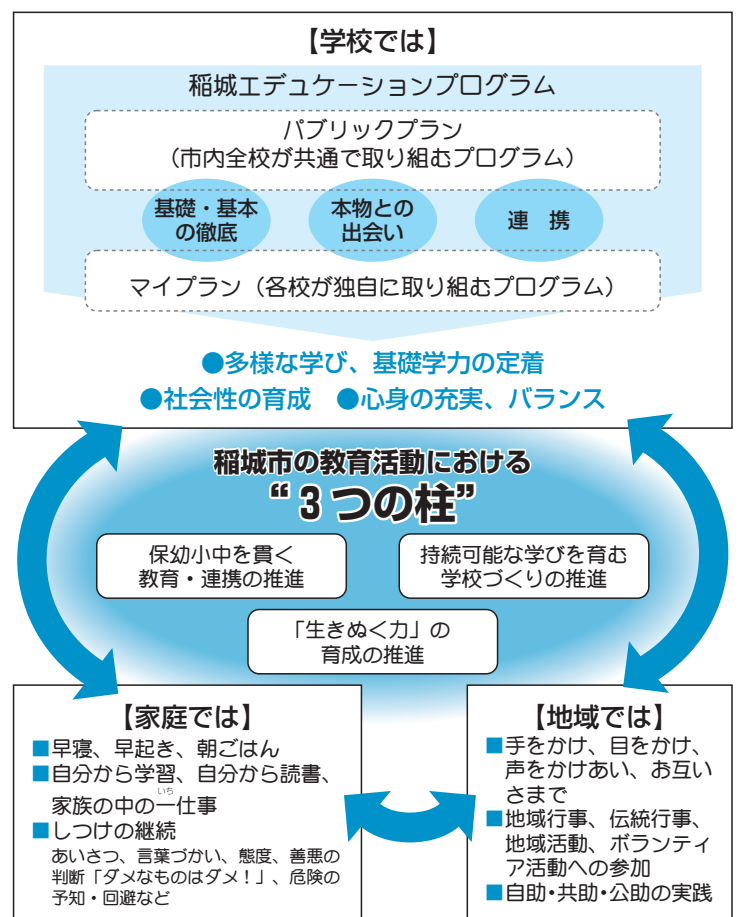 【学校では】
稲城エデュケーションプログラム
パブリックプラン
（市内全校が共通で取り組むプログラム）
基礎・基本
の徹底
本物との
出会い
連　携
マイプラン（各校が独自に取り組むプログラム）
●多様な学び、基礎学力の定着
●社会性の育成　●心身の充実、バランス
稲城市の教育活動における
“３つの柱”
保幼小中を貫く
教育・連携の推進
持続可能な学びを育む
学校づくりの推進
「生きぬく力」の
育成の推進
【家庭では】
■早寝、早起き、朝ごはん
■自分から学習、自分から読書、
いち
家族の中の一仕事
■しつけの継続
あいさつ、言葉づかい、態度、善悪の
判断「ダメなものはダメ！」、危険の
予知・回避など
【地域では】
■手をかけ、目をかけ、
声をかけあい、お互い
さまで
■地域行事、伝統行事、
地域活動、ボランティ
ア活動への参加
■自助･共助･公助の実践